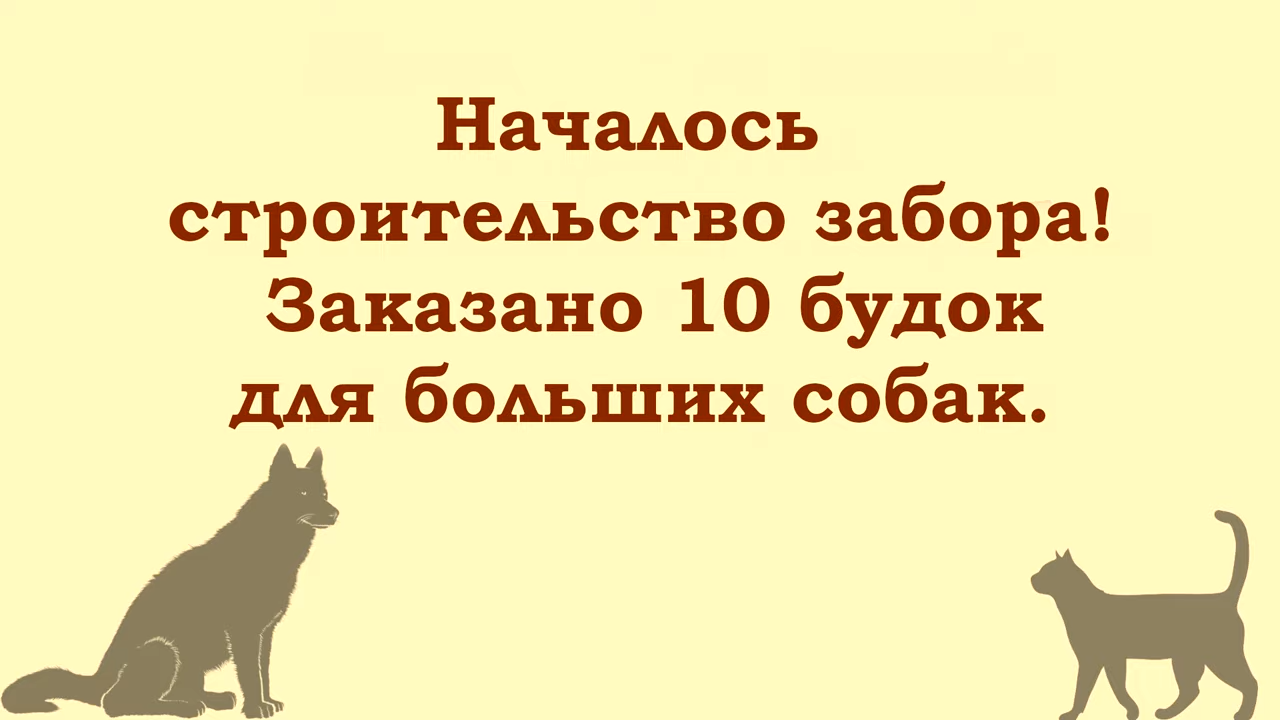 Началось
строительство забора!
Заказано 10 будок
для больших собак.